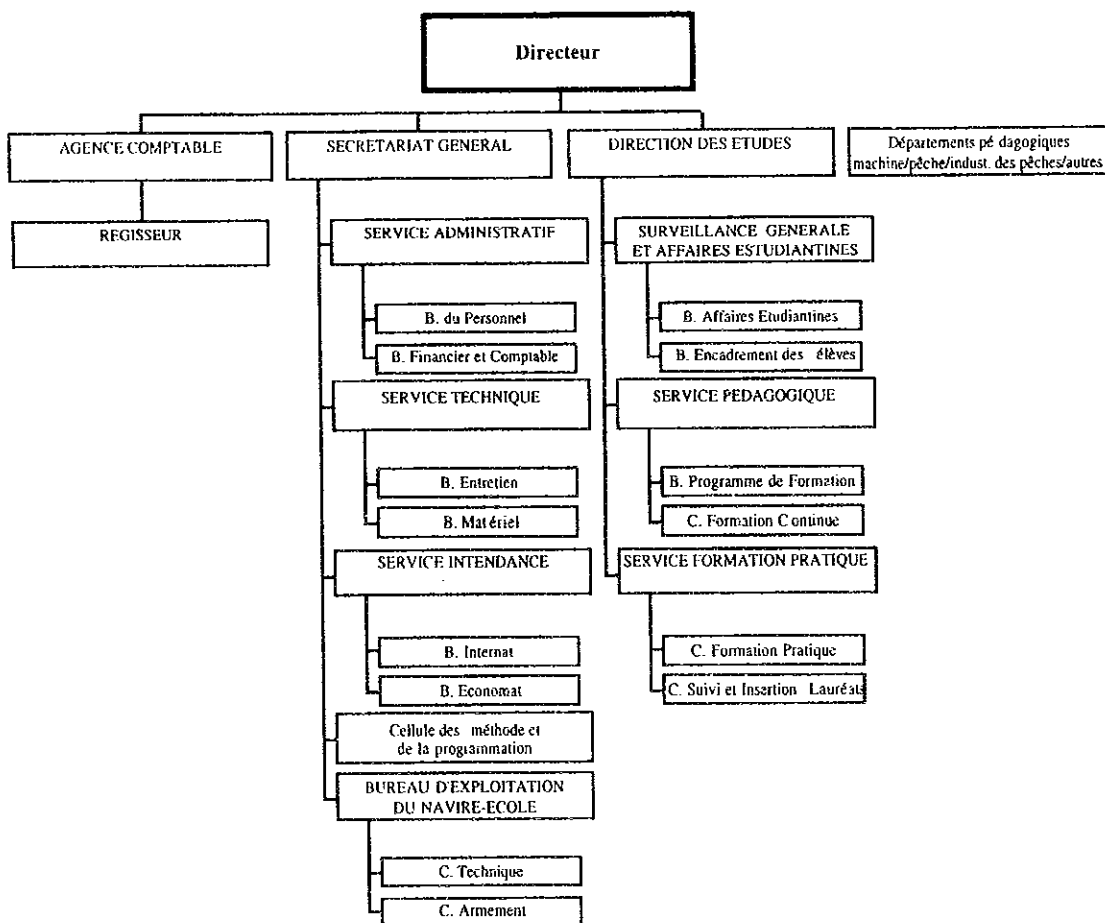 Directeur
AGENCE COMPTABLE
SECRETARIAT GENERAL
DIRECTION DES ETUDES
Départements pé dagogiques
machine/pêche/indust. des pêches/autres
REGISSEUR
SERVICE ADMINISTRATIF
B. du Personnel
B. Financier et Comptable
SERVICE TECHNIQUE
B. Entretien
B. Matériel
SERVICE INTENDANCE
B. Internat
B. Economat
Cellule des méthode et
de la programmation
BUREAU D'EXPLOITATION
DU NAVIRE-ECOLE
C. Technique
C. Armement
SURVEILLANCE GENERALE
ET AFFAIRES ESTUDIANTINES
B. Affaires Etudiantines
B. Encadrement des élèves
SERVICE PEDAGOGIQUE
B. Programme de Formation
C. Formation Continue
SERVICE FORMATION PRATIQUE
C. Formation Pratique
C. Suivi et Insertion Lauréats